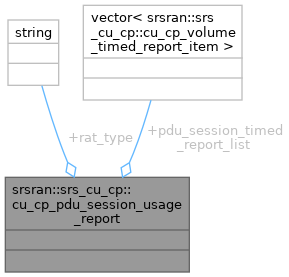 string
vector< srsran::srs
_cu_cp::cu_cp_volume
_timed_report_item >
+rat_type
+pdu_session_timed
_report_list
srsran::srs_cu_cp::
cu_cp_pdu_session_usage
_report